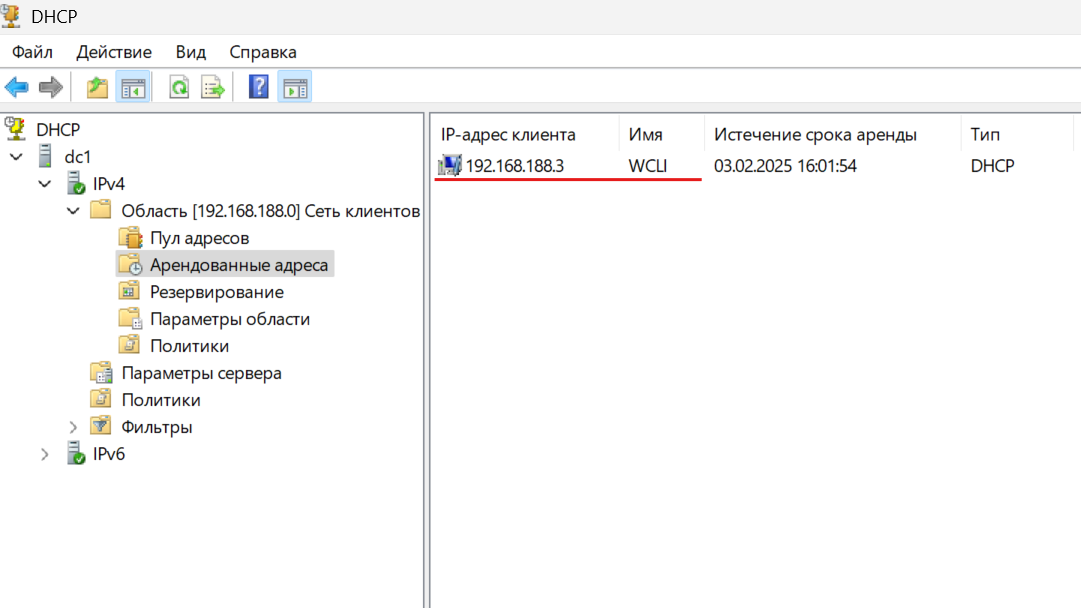 DHCP
Файл Действие Вид Справка
DHCP
dc1
IPv4
Область [192.168.188.0] Сеть клиентов
Пул адресов
Арендованные адреса
Резервирование
Параметры области
Политики
Параметры сервера
Политики
Фильтры
IPv6
IP-адрес клиента Имя Истечение срока аренды Тип
192.168.188.3 WCLI 03.02.2025 16:01:54 DHCP